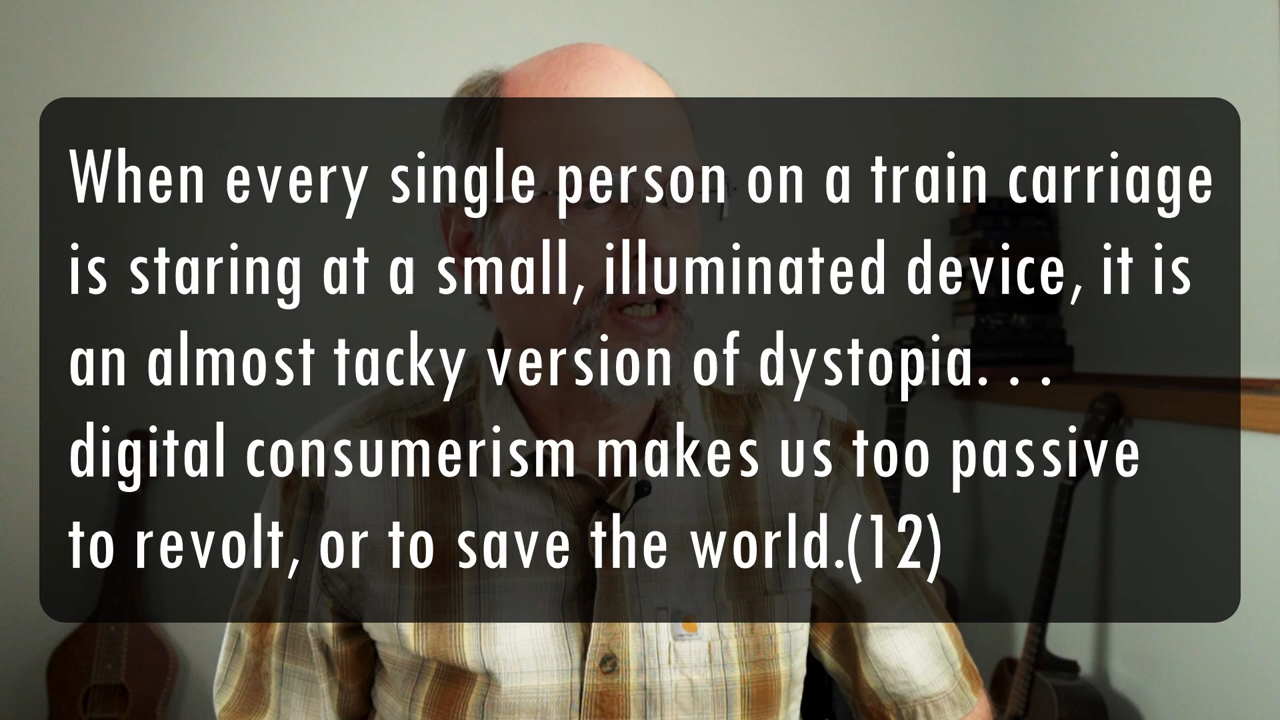 When every single person on a train carriage
is staring at a small, illuminated device, it is
an almost tacky version of dystopia. . .
digital consumerism makes us too passive
to revolt, or to save the world.(12)